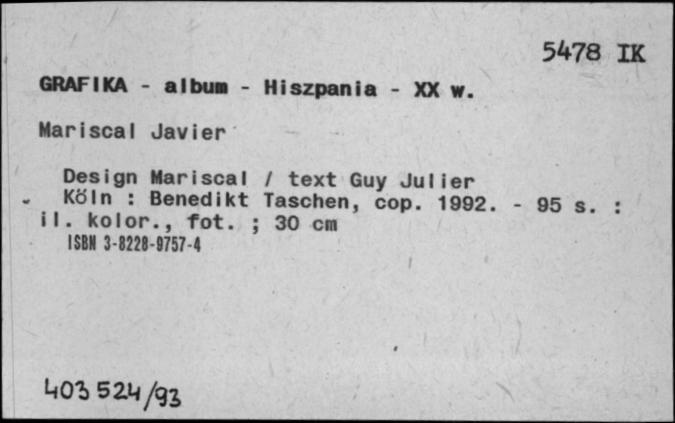 5478 IK
GRAFIKA - album - Hiszpania - XX w.
Mariscal Javier
Design Mariscal / text Guy Julier
Köln : Benedikt Taschen, cop. 1992. - 95 s. :
il. kolor., fot. ; 30 cm
ISBN 3-8228-9757-4
403 524/93